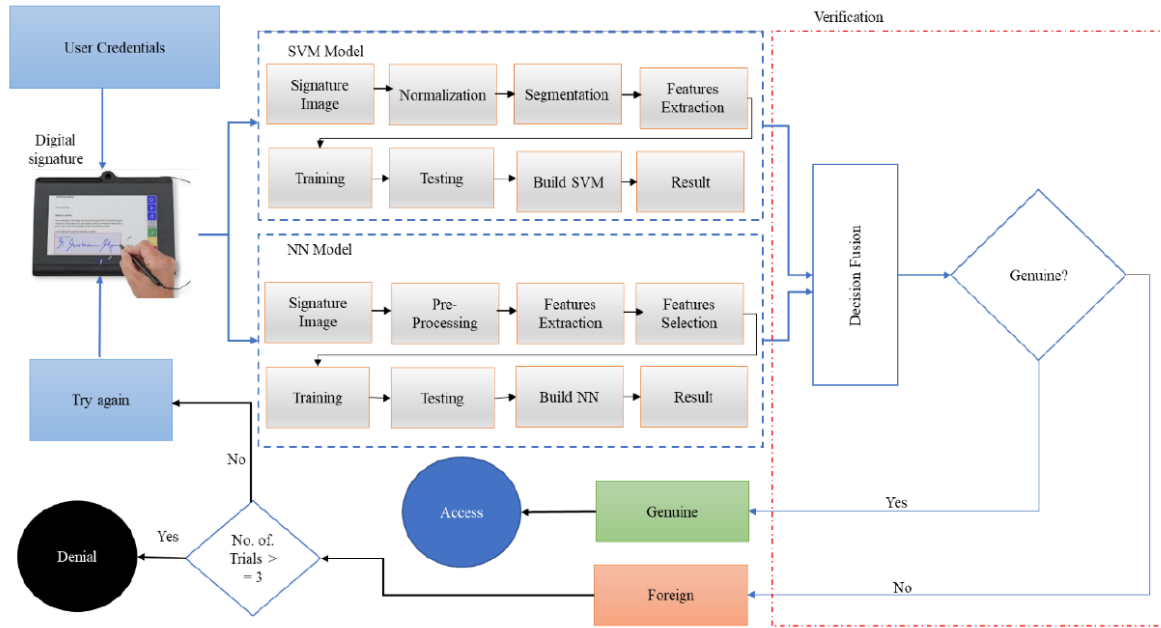 Verification
User Credentials
SVM Model
Signature
Image
Normalization
Segmentation
Features
Extraction
Digital
signature
Training
Testing
Build SVM
Result
NN Model
Signature
Image
Pre-
Processing
Features
Extraction
Features
Selection
Training
Testing
Build NN
Result
Decision Fusion
Genuine?
Try again
No
Yes
Access
Genuine
Denial
Yes
No. of.
Trials >
= 3
Foreign
No